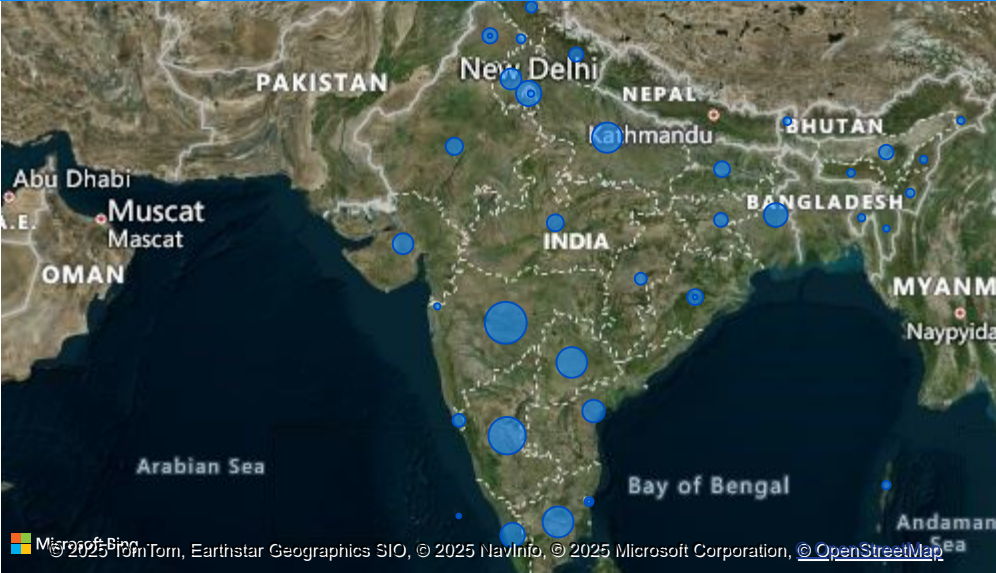 New Delhi
PAKISTAN
NEPAL
Kathmandu
BHUTAN
Abu Dhabi
BANGLADESH
A.E.
Muscat
Mascat
INDIA
OMAN
MYANM
Naypyida
Arabian Sea
Bay of Bengal
Andaman
Sea
Microsoft Bing
© 2025 TomTom, Earthstar Geographics SIO, © 2025 NavInfo, © 2025 Microsoft Corporation, © OpenStreetMap